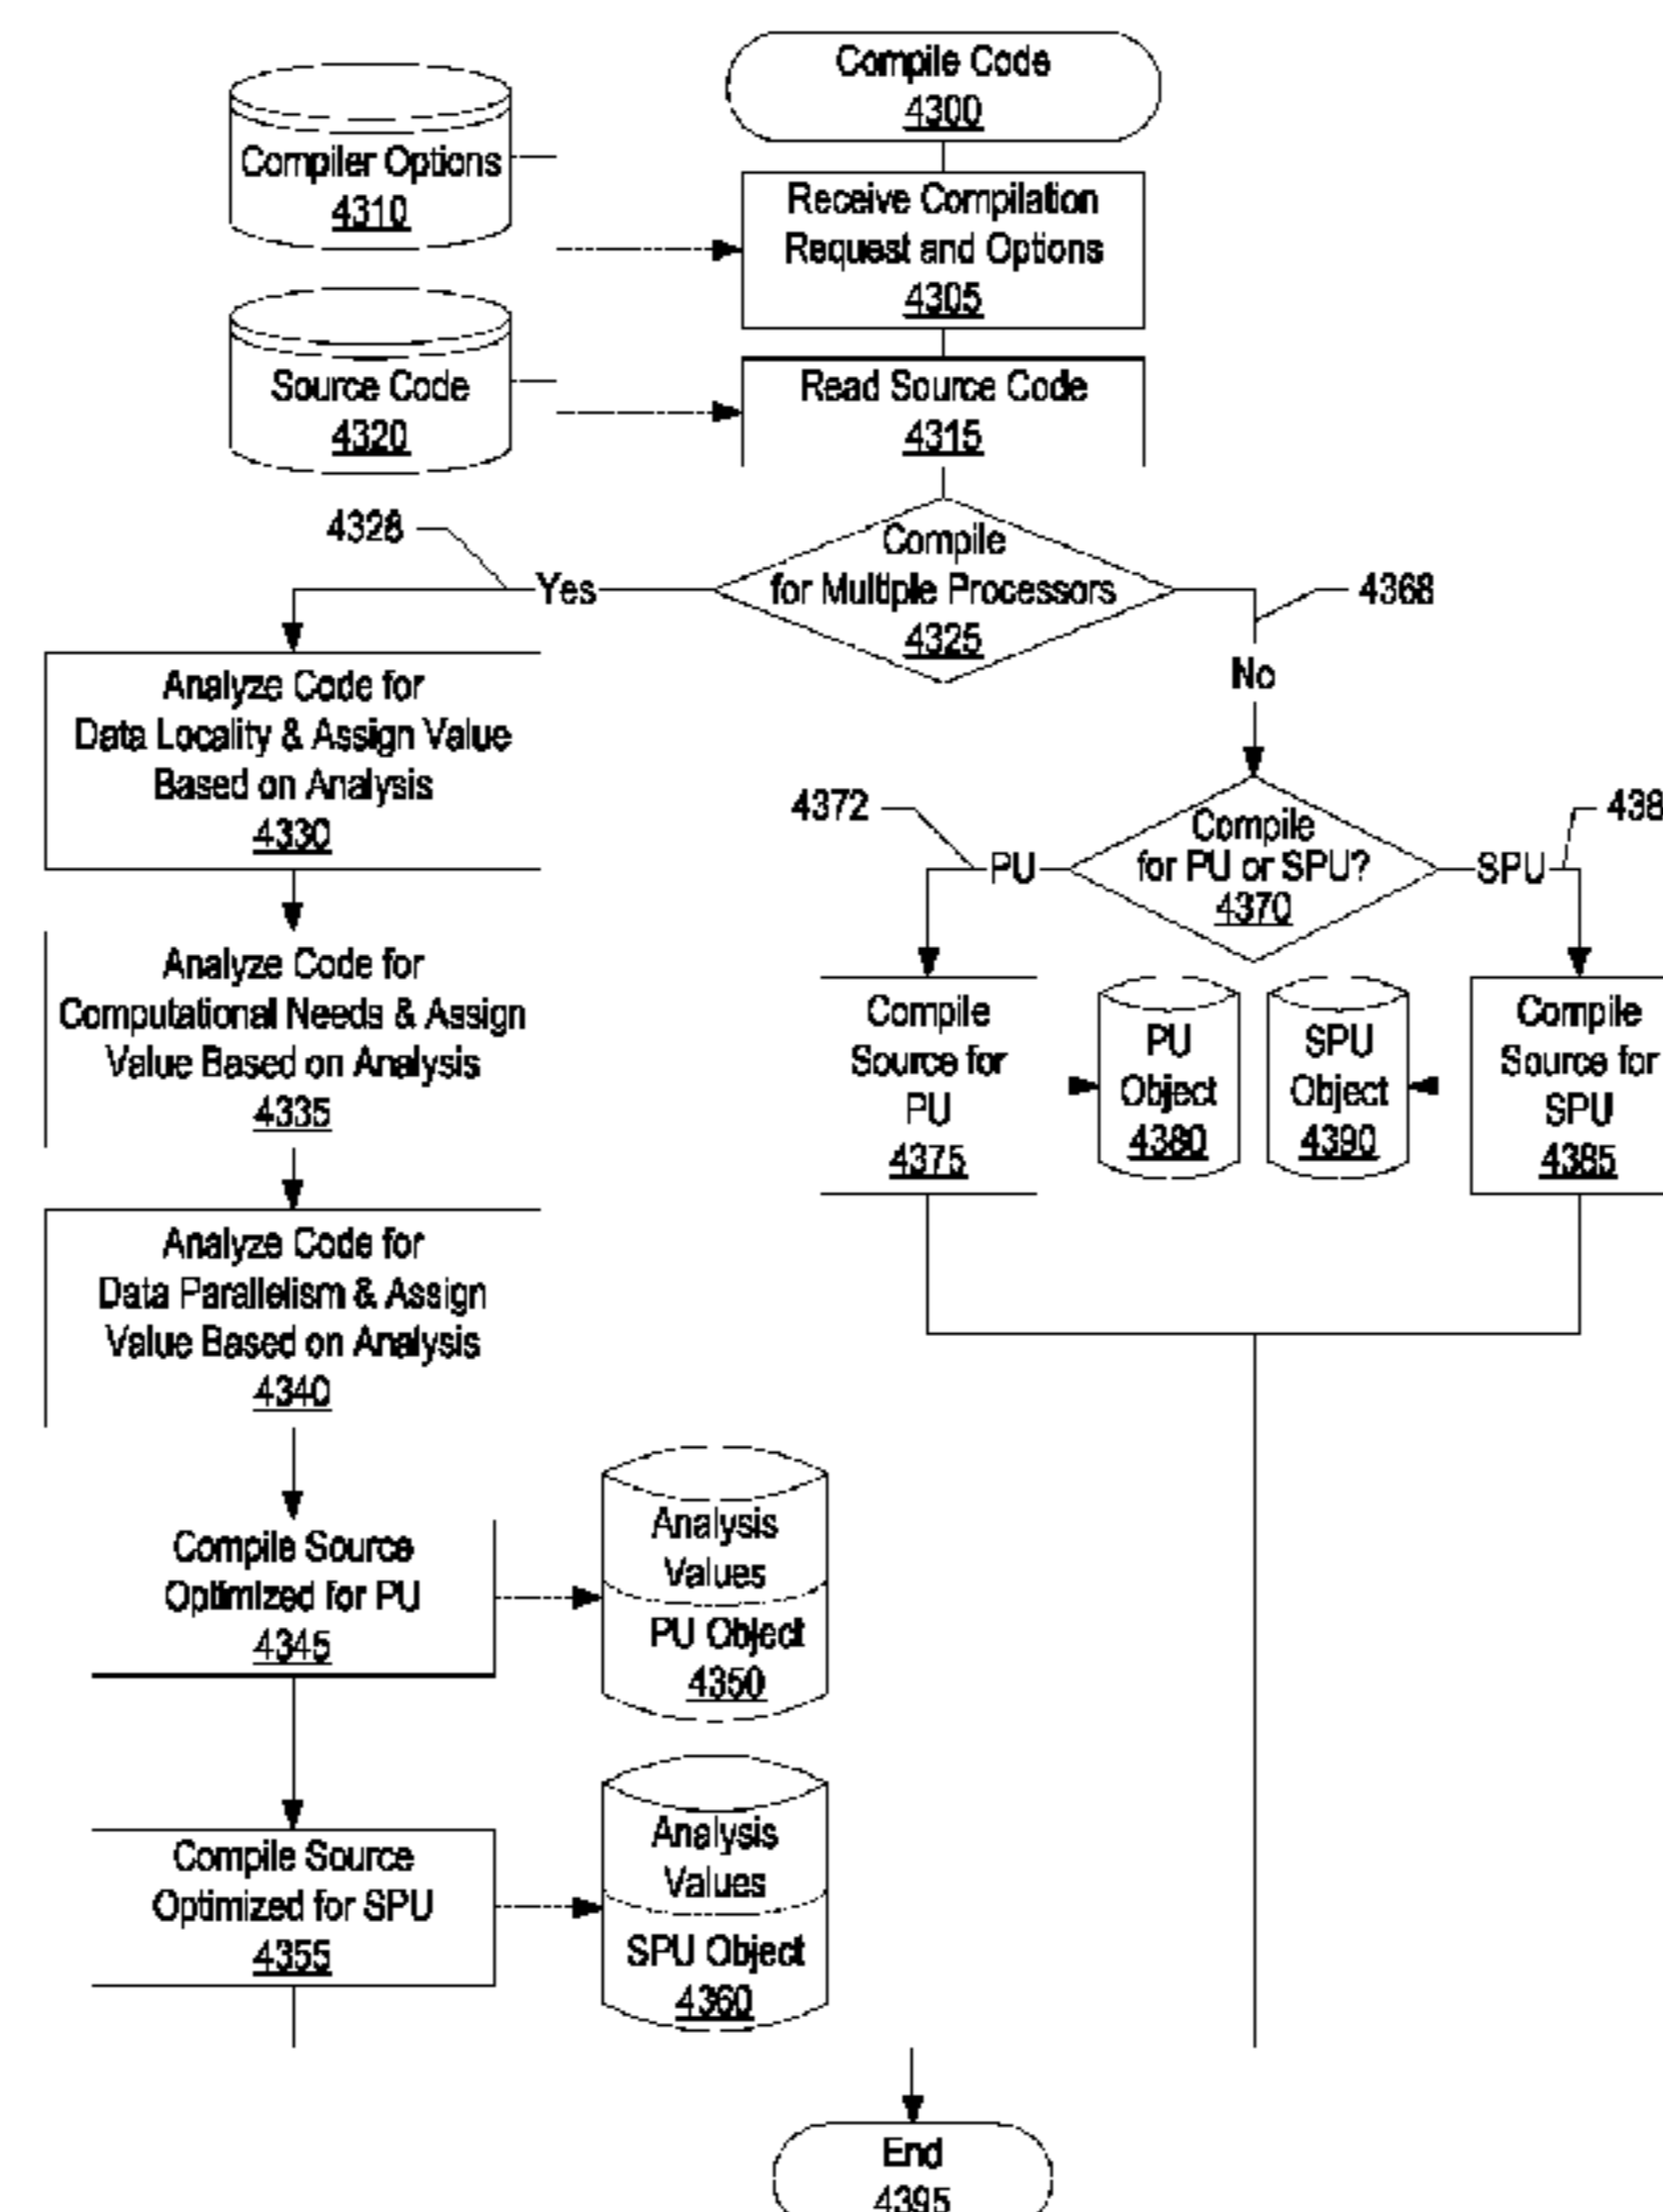 Compile Code
4300
Compiler Options
4310
Receive Compilation
Request and Options
4305
Source Code
4320
Read Source Code
4315
4328
Yes
Compile
for Multiple Processors
4325
4368
No
Analyze Code for
Data Locality & Assign Value
Based on Analysis
4330
4372
PU
Compile
for PU or SPU?
4370
SPU
438
Analyze Code for
Computational Needs & Assign
Value Based on Analysis
4335
Compile
Source for
PU
4375
PU
Object
4380
SPU
Object
4390
Compile
Source for
SPU
4385
Analyze Code for
Data Parallelism & Assign
Value Based on Analysis
4340
Compile Source
Optimized for PU
4345
Analysis
Values
PU Object
4350
Compile Source
Optimized for SPU
4355
Analysis
Values
SPU Object
4360
End
4395